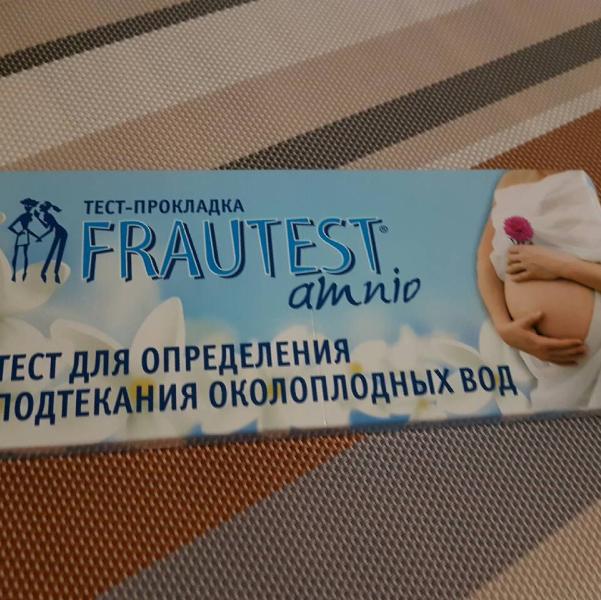 ТЕСТ-ПРОКЛАДКА
FRAUTEST®
amnio
ТЕСТ ДЛЯ ОПРЕДЕЛЕНИЯ
ПОДТЕКАНИЯ ОКОЛОПЛОДНЫХ ВОД